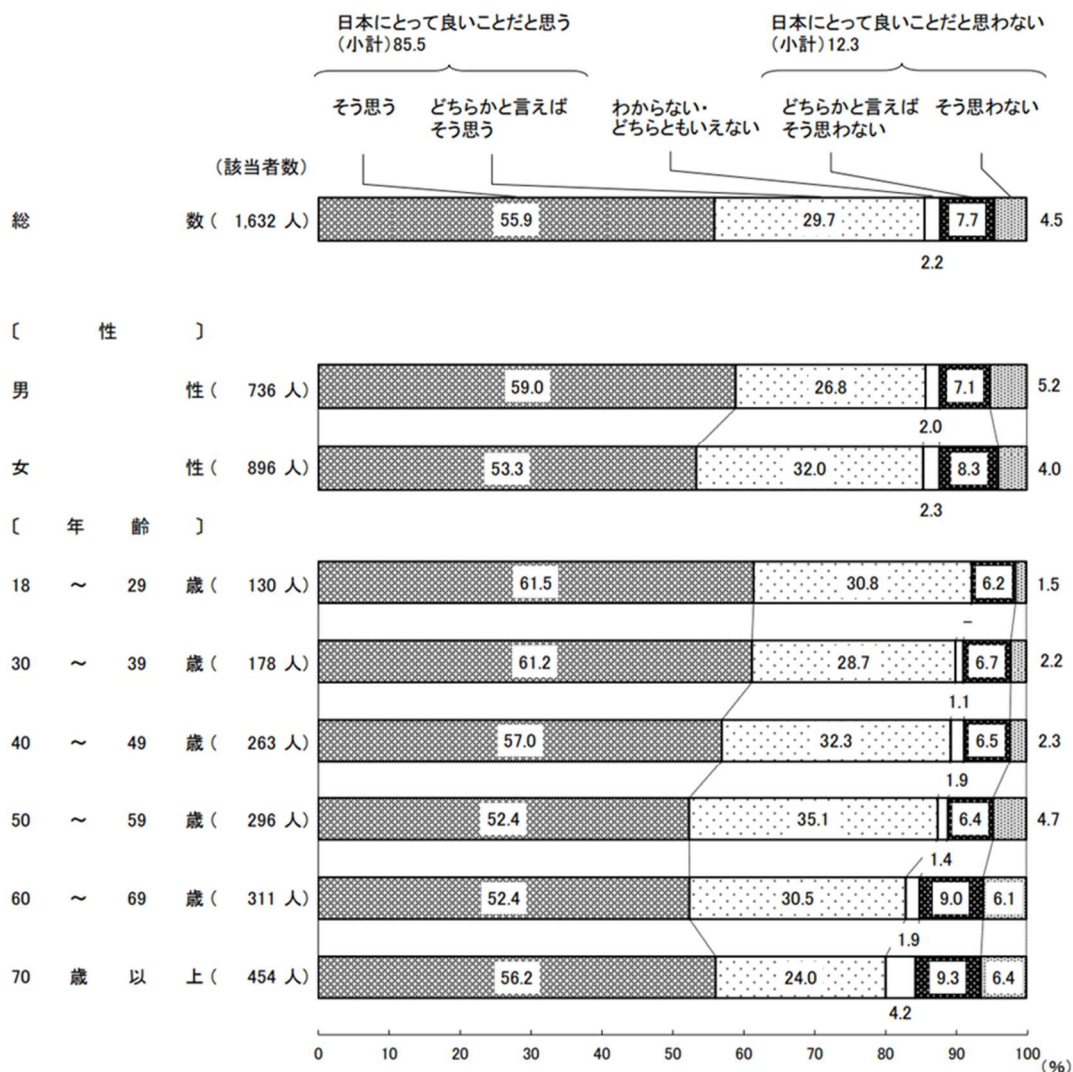 日本にとって良いことだと思う
（小計）85.5
日本にとって良いことだと思わない
（小計）12.3
そう思う
どちらかと言えば
そう思う
わからない・
どちらともいえない
どちらかと言えば
そう思わない
そう思わない
（該当者数）
総 数 ( 1,632 人 ) 55.9 29.7 7.7 4.5
2.2
〔 性 〕
男 性 ( 736 人 ) 59.0 26.8 7.1 5.2
2.0
女 性 ( 896 人 ) 53.3 32.0 8.3 4.0
2.3
〔 年 齢 〕
18 ～ 29 歳 ( 130 人 ) 61.5 30.8 6.2 1.5
－
30 ～ 39 歳 ( 178 人 ) 61.2 28.7 6.7 2.2
1.1
40 ～ 49 歳 ( 263 人 ) 57.0 32.3 6.5 2.3
1.9
50 ～ 59 歳 ( 296 人 ) 52.4 35.1 6.4 4.7
1.4
60 ～ 69 歳 ( 311 人 ) 52.4 30.5 9.0 6.1
1.9
70 歳 以 上 ( 454 人 ) 56.2 24.0 9.3 6.4
4.2
0 10 20 30 40 50 60 70 80 90 100
(%)